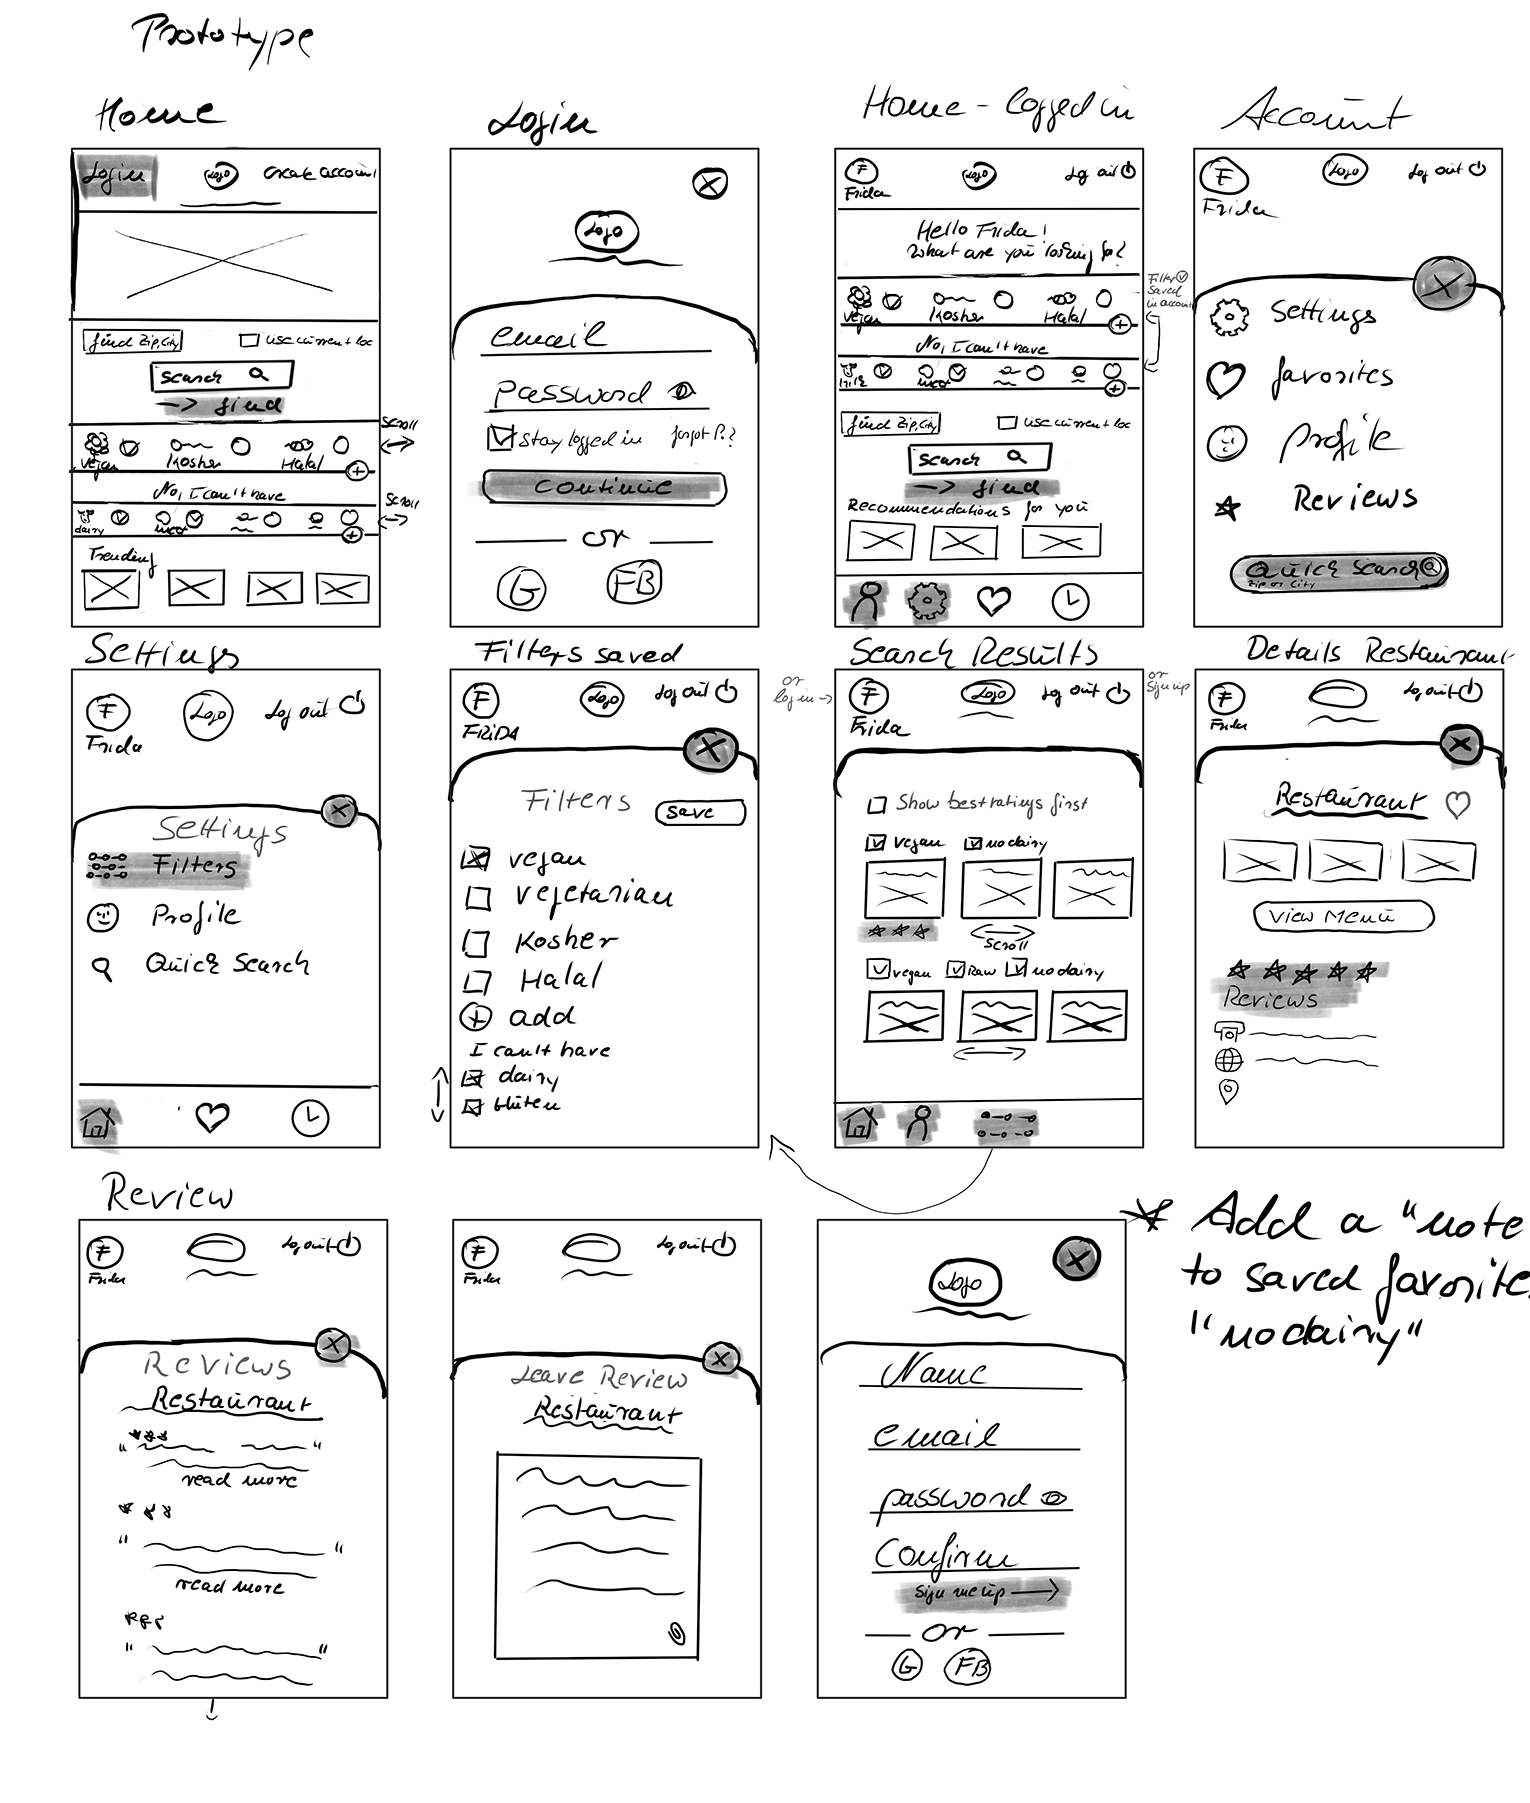 Prototype
Home
Login
Logo
create account
find Zip, City
use current loc
search
-> find
Scroll
vegan
Kosher
Halal
No, I can't have
Scroll
dairy
meat
Trending
Login
Logo
email
password
stay logged in
forgot P.?
continue
or
G
FB
Home - logged in
F
Frida
Logo
Log out
Hello Frida!
What are you looking for?
Filter
saved
in account
vegan
Kosher
Halal
No, I can't have
milk
meat
find Zip, City
use current loc
search
-> find
Recommendations for you
Account
F
Frida
Logo
Log out
Settings
favorites
Profile
Reviews
Quick Search
Zip or City
Settings
F
Frida
Logo
Log out
Settings
Filters
Profile
Quick Search
Filters saved
F
FRIDA
Logo
Log out
Filters
save
vegan
vegetarian
Kosher
Halal
add
I can't have
dairy
gluten
or
log in ->
Search Results
F
Frida
Logo
Log out
Show best ratings first
vegan
no dairy
scroll
vegan
Raw
no dairy
or
Sign up
Details Restaurant
F
Frida
Log out
Restaurant
View Menu
Reviews
Review
F
Frida
Log out
Reviews
Restaurant
read more
read more
F
Frida
Log out
Leave Review
Restaurant
Logo
Name
email
password
Confirm
Sign me up
or
G
FB
* Add a "note
to saved favorites
"no dairy"